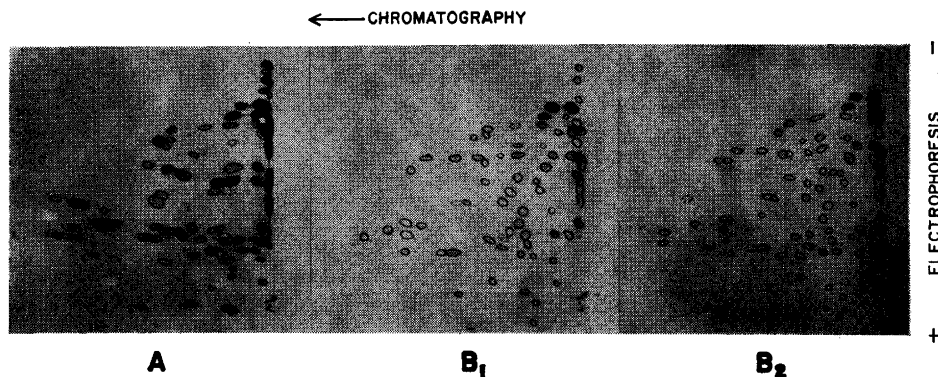 ← CHROMATOGRAPHY
ELECTROPHORESIS
A
B₁
B₂